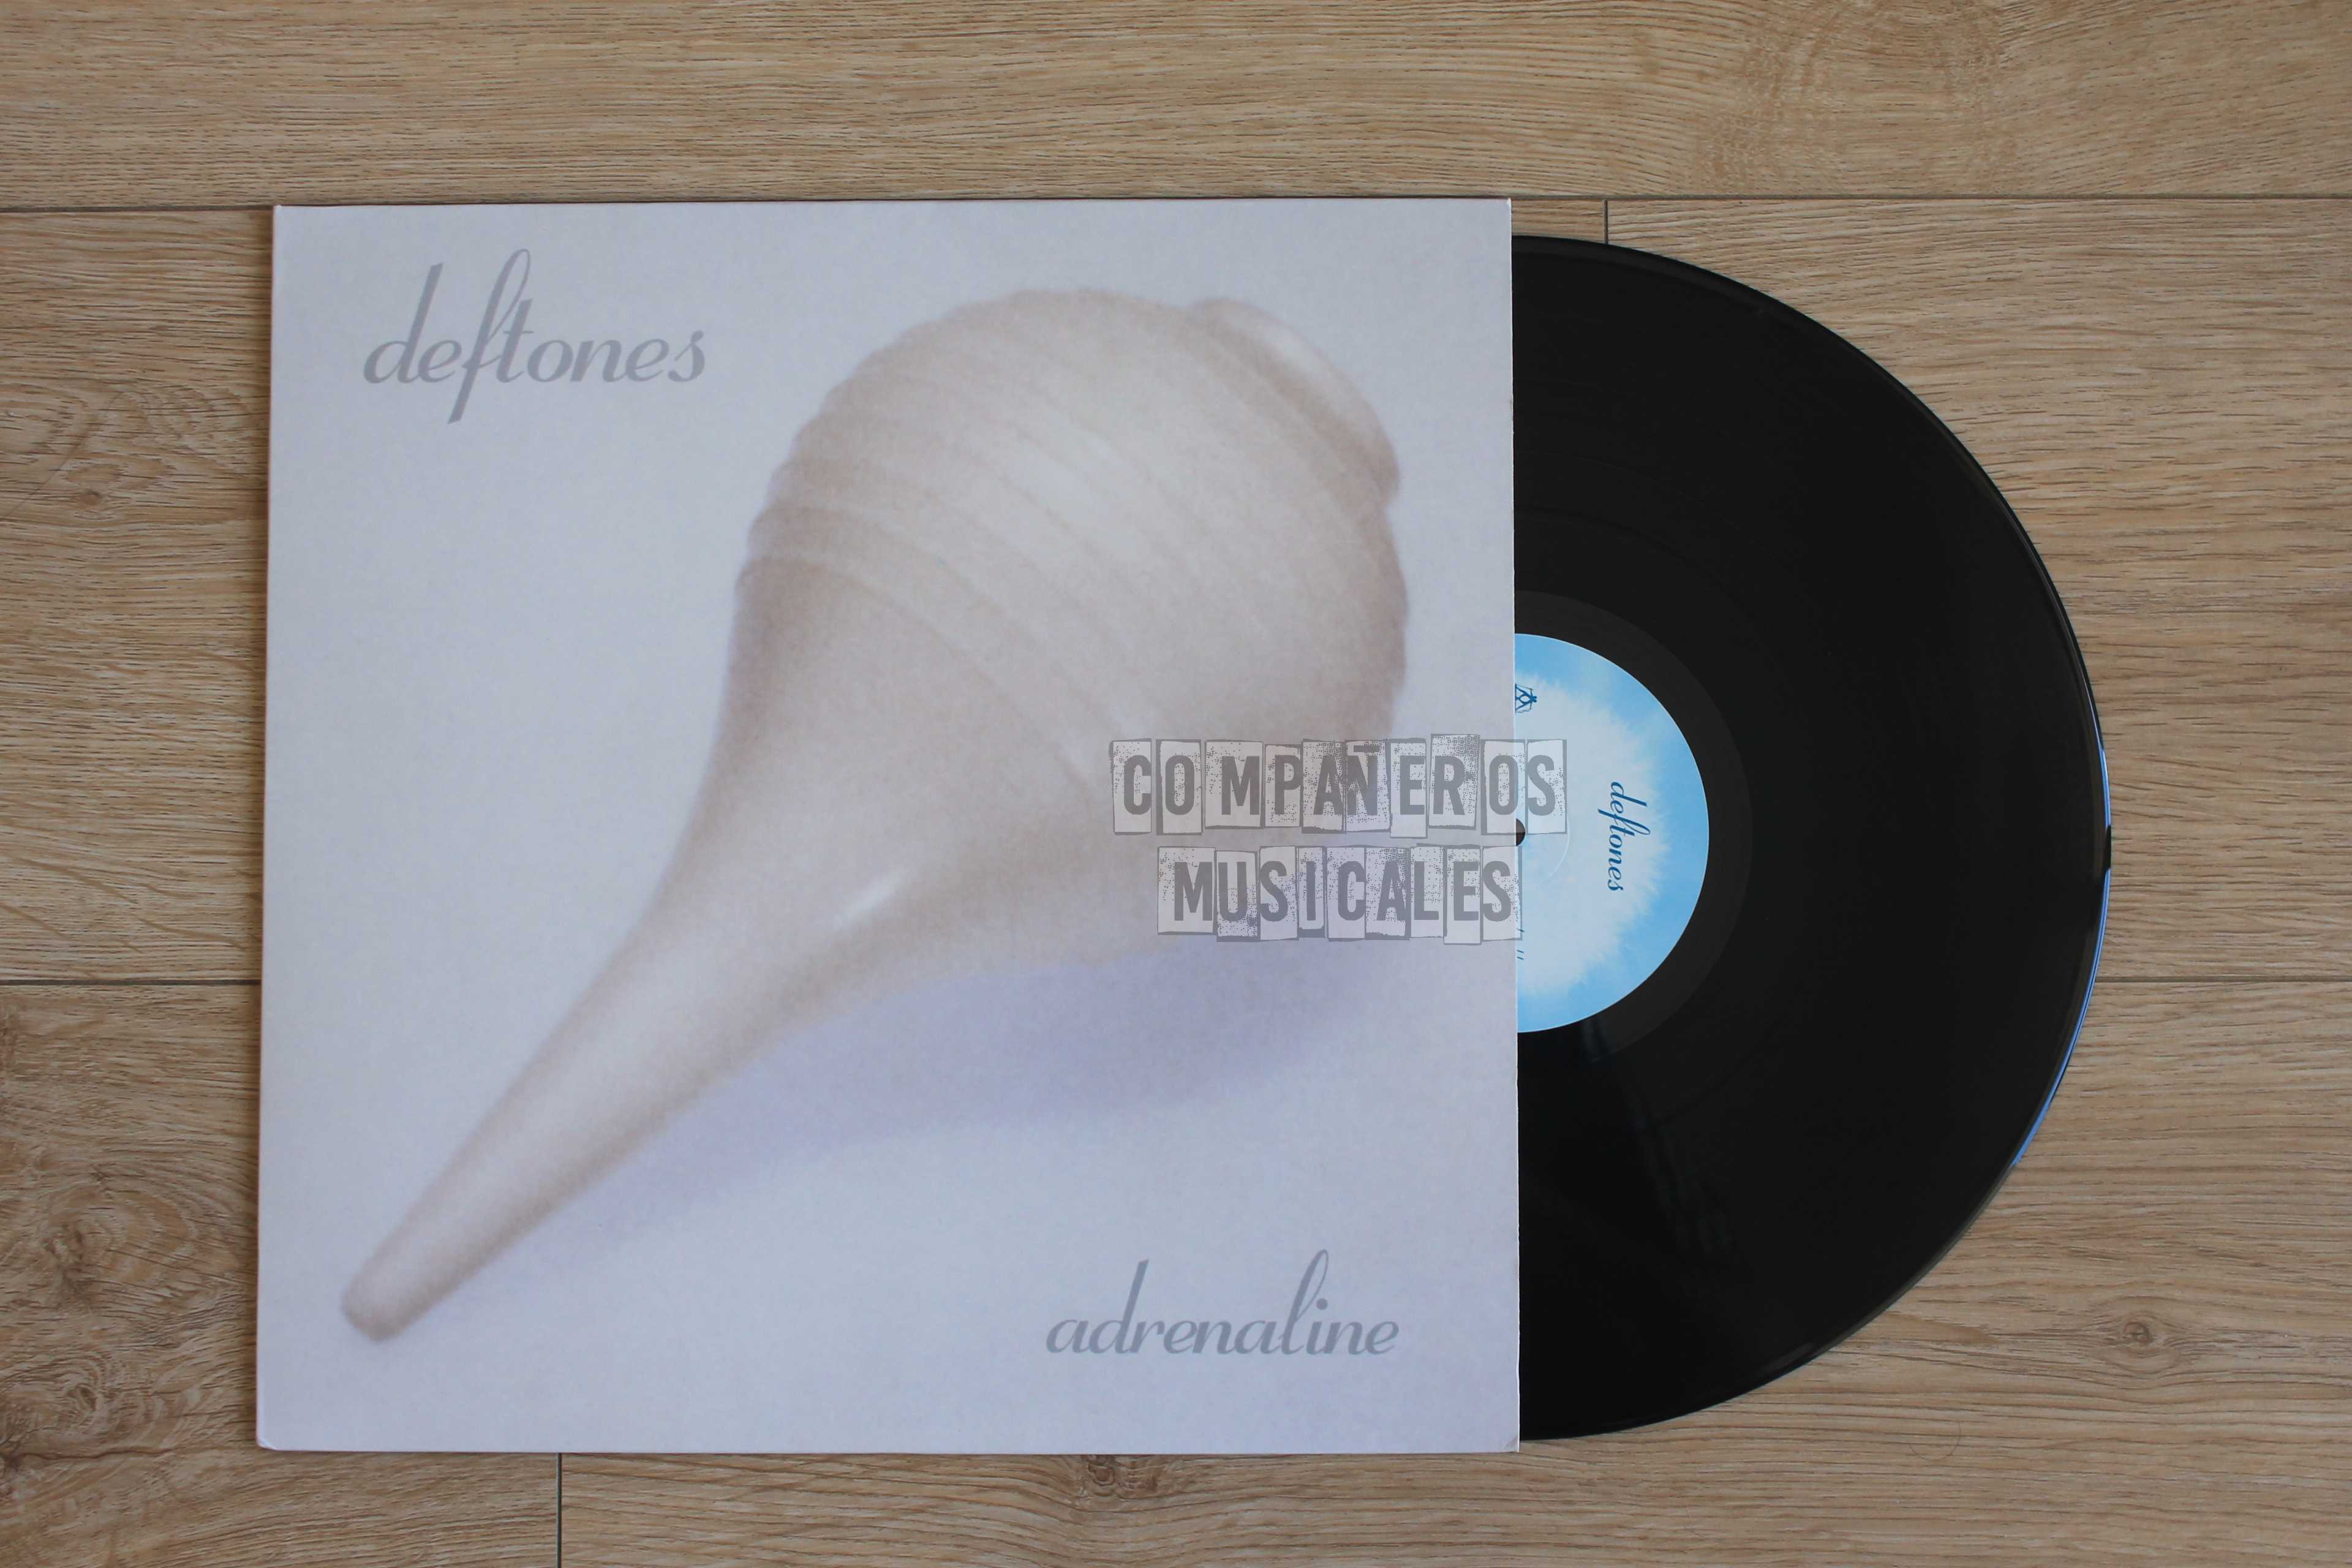 deftones
COMPAÑEROS
MUSICALES
deftones
adrenaline